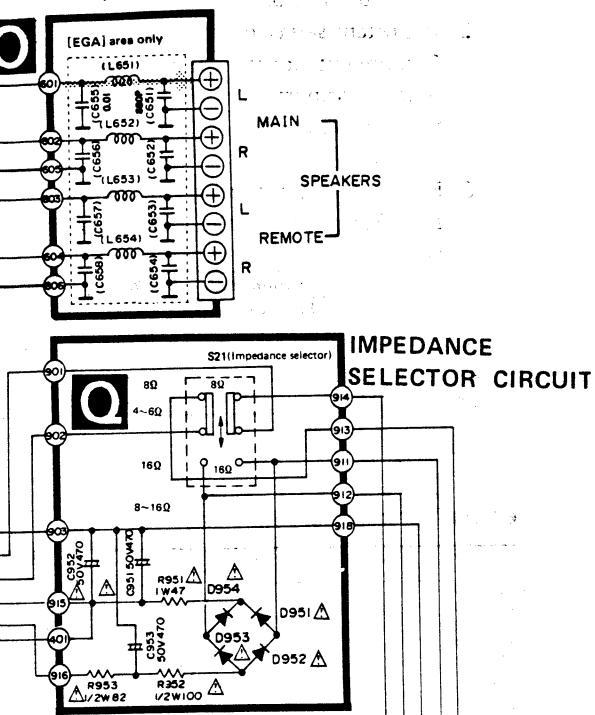 [EGA] area only
(L651)
601
(C655)
0.01
880P
(C651)
+
L
−
MAIN
(L652)
602
(C656)
(C652)
+
R
605
−
SPEAKERS
(L653)
803
(C657)
(C653)
+
L
−
REMOTE
(L654)
604
(C658)
(C654)
+
R
606
−
IMPEDANCE
SELECTOR CIRCUIT
Q
S21(Impedance selector)
901
8Ω
8Ω
914
4~6Ω
913
902
16Ω
16Ω
911
912
8~16Ω
903
918
C952
50V470
C951 50V470
R951
1W47
D954
915
D951
401
C953
50V470
D953
D952
916
R953
1/2W82
R352
1/2W100